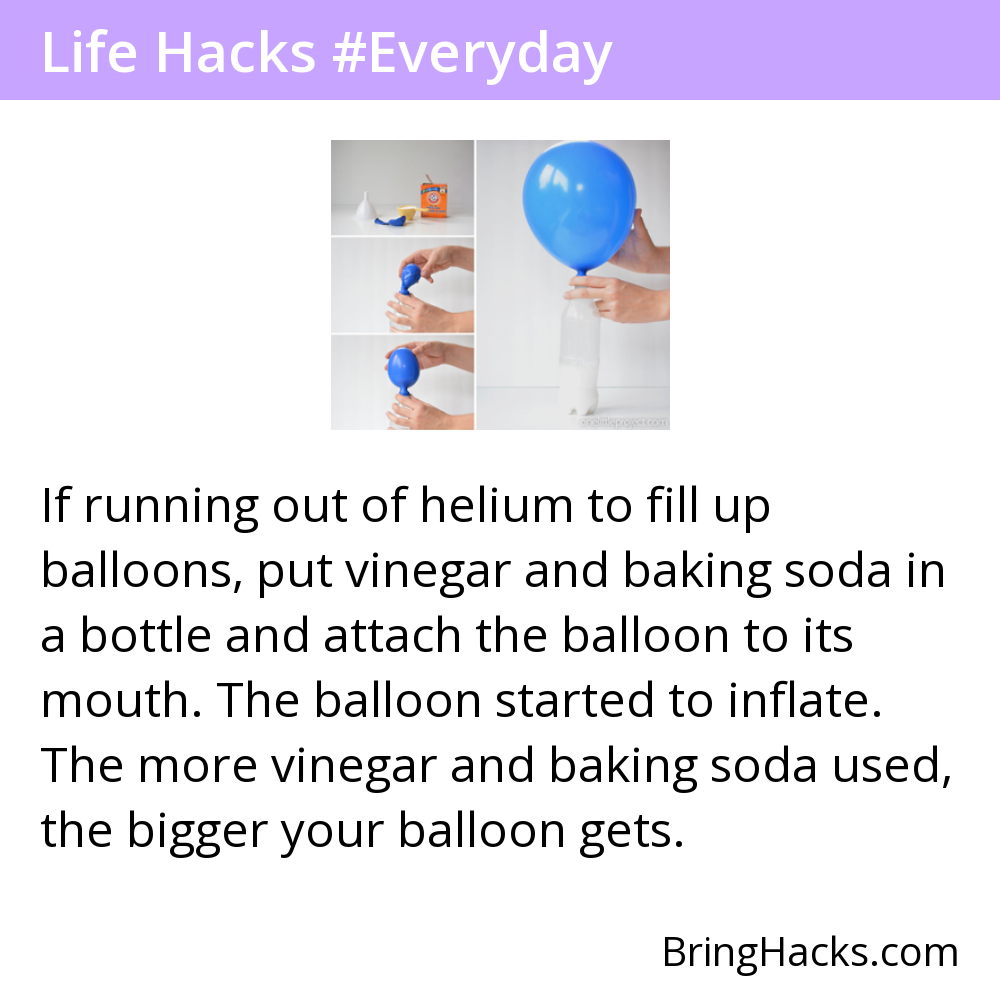 Life Hacks #Everyday
If running out of helium to fill up
balloons, put vinegar and baking soda in
a bottle and attach the balloon to its
mouth. The balloon started to inflate.
The more vinegar and baking soda used,
the bigger your balloon gets.
BringHacks.com